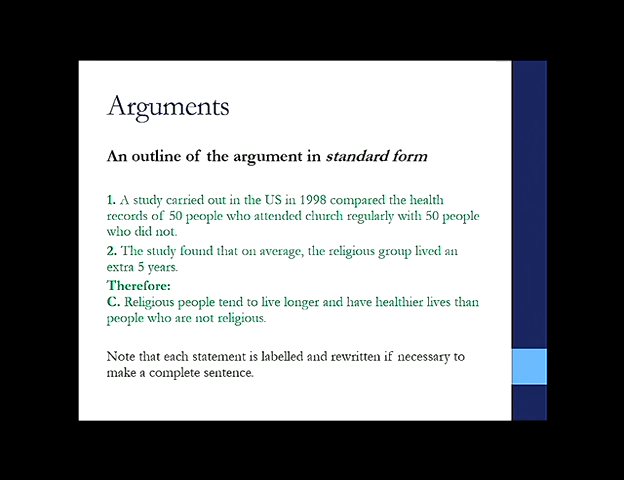 Arguments
An outline of the argument in standard form
1. A study carried out in the US in 1998 compared the health
records of 50 people who attended church regularly with 50 people
who did not.
2. The study found that on average, the religious group lived an
extra 5 years.
Therefore:
C. Religious people tend to live longer and have healthier lives than
people who are not religious.
Note that each statement is labelled and rewritten if necessary to
make a complete sentence.